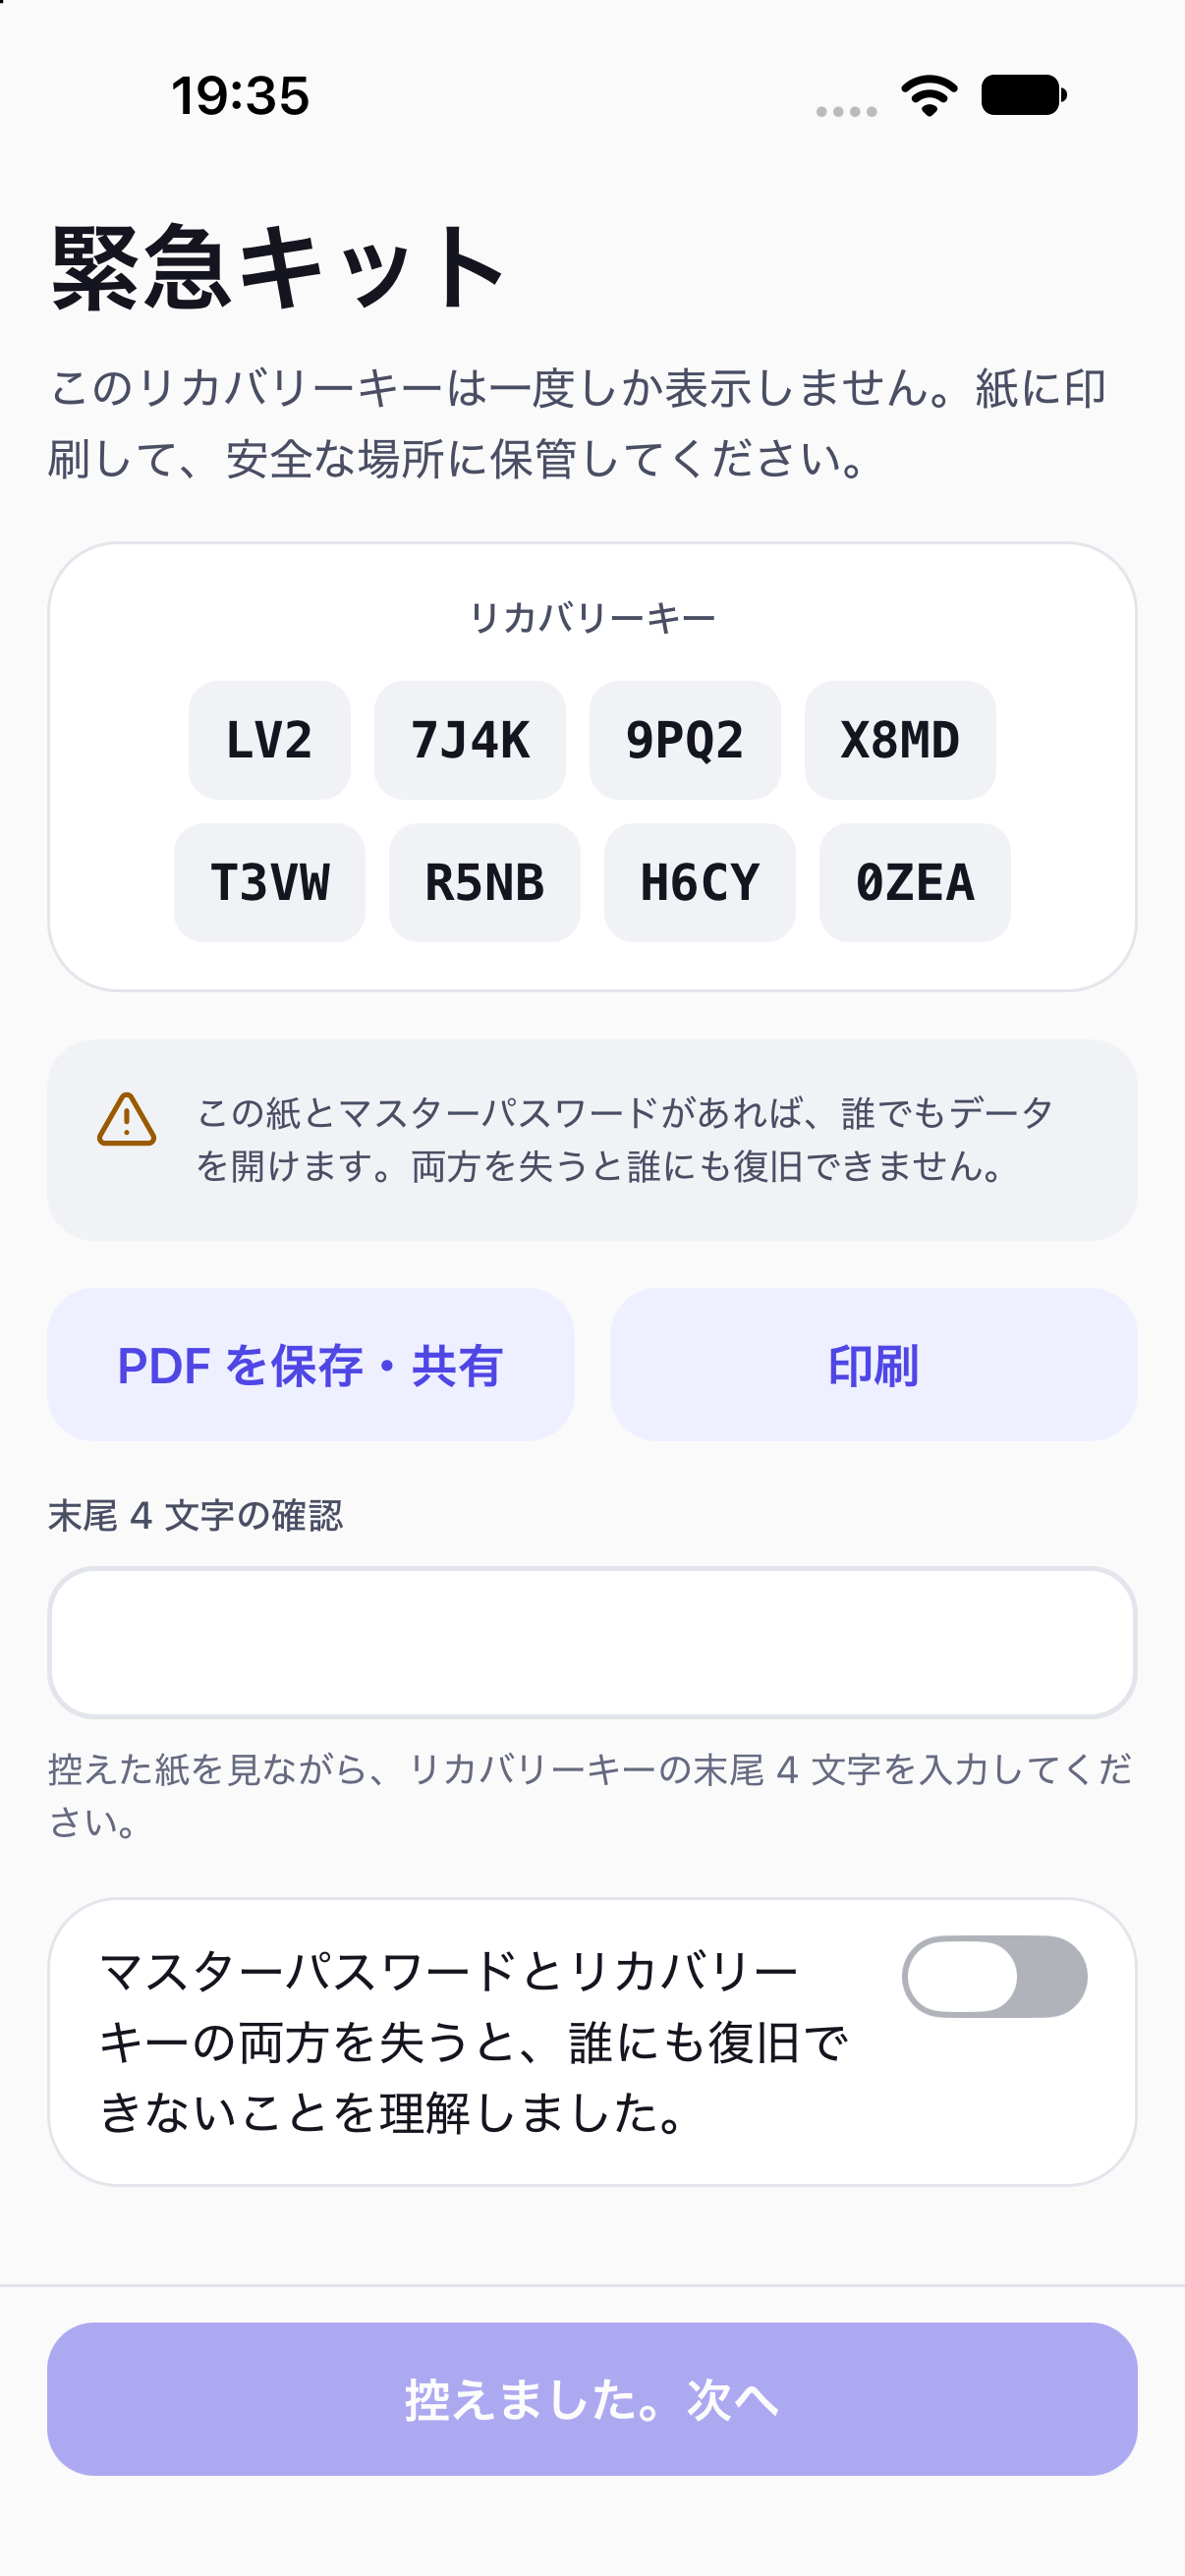 19:35
緊急キット
このリカバリーキーは一度しか表示しません。紙に印
刷して、安全な場所に保管してください。
リカバリーキー
LV2 7J4K 9PQ2 X8MD
T3VW R5NB H6CY 0ZEA
この紙とマスターパスワードがあれば、誰でもデータ
を開けます。両方を失うと誰にも復旧できません。
PDF を保存・共有 印刷
末尾 4 文字の確認
控えた紙を見ながら、リカバリーキーの末尾 4 文字を入力してくだ
さい。
マスターパスワードとリカバリー
キーの両方を失うと、誰にも復旧で
きないことを理解しました。
控えました。次へ